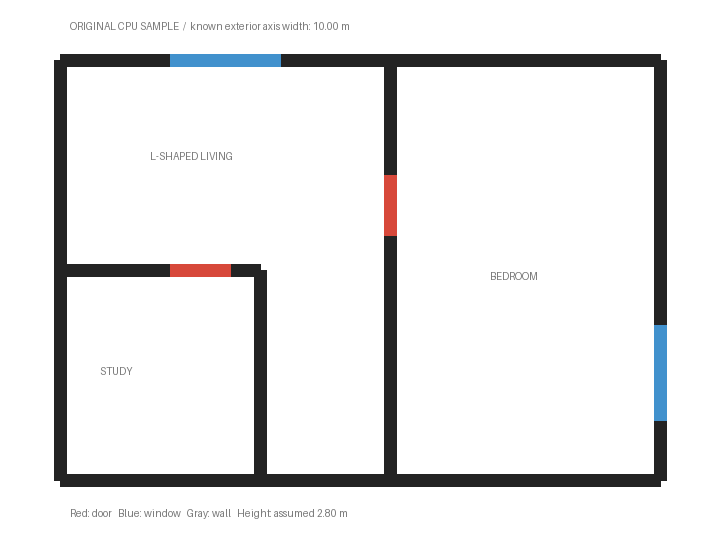 ORIGINAL CPU SAMPLE / known exterior axis width: 10.00 m
L-SHAPED LIVING
BEDROOM
STUDY
Red: door Blue: window Gray: wall Height assumed 2.80 m